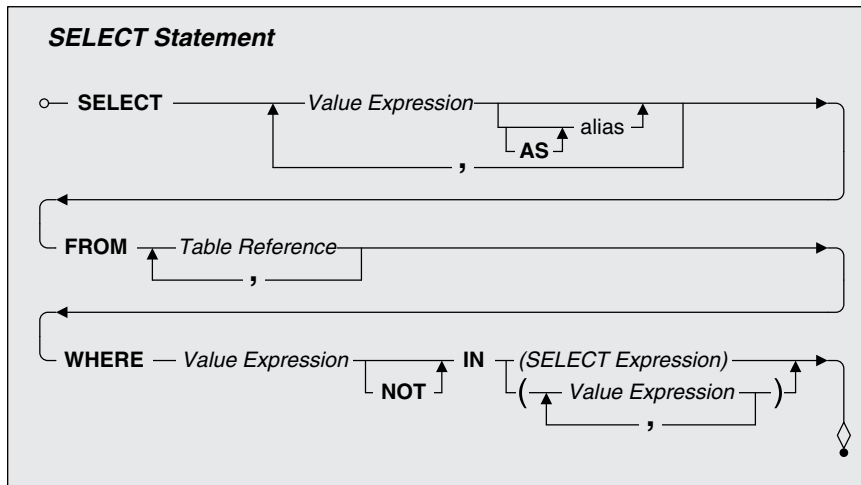 SELECT Statement
SELECT Value Expression alias
AS
,
FROM Table Reference
,
WHERE Value Expression IN (SELECT Expression)
NOT ( Value Expression )
,